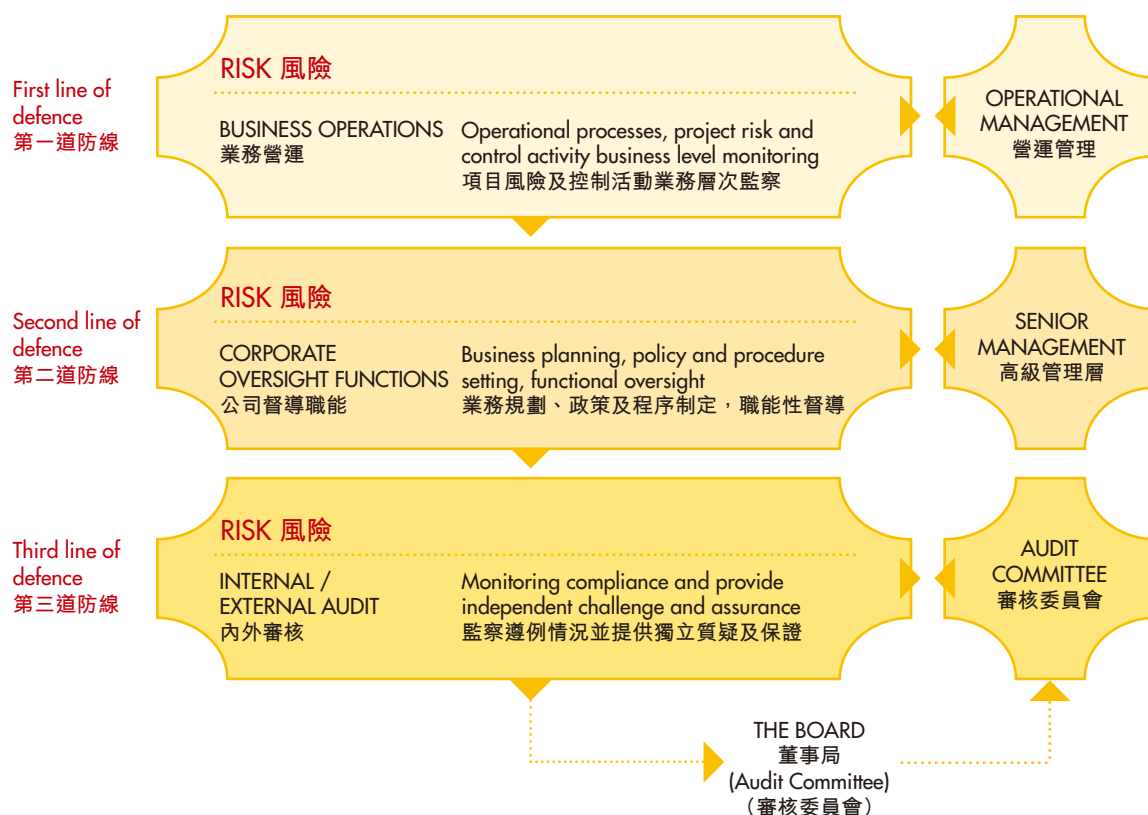 First line of
defence
第一道防線
RISK 風險
BUSINESS OPERATIONS
業務營運
Operational processes, project risk and
control activity business level monitoring
項目風險及控制活動業務層次監察
OPERATIONAL
MANAGEMENT
營運管理
Second line of
defence
第二道防線
RISK 風險
CORPORATE
OVERSIGHT FUNCTIONS
公司督導職能
Business planning, policy and procedure
setting, functional oversight
業務規劃、政策及程序制定，職能性督導
SENIOR
MANAGEMENT
高級管理層
Third line of
defence
第三道防線
RISK 風險
INTERNAL /
EXTERNAL AUDIT
內外審核
Monitoring compliance and provide
independent challenge and assurance
監察遵例情況並提供獨立質疑及保證
AUDIT
COMMITTEE
審核委員會
THE BOARD
董事局
(Audit Committee)
（審核委員會）